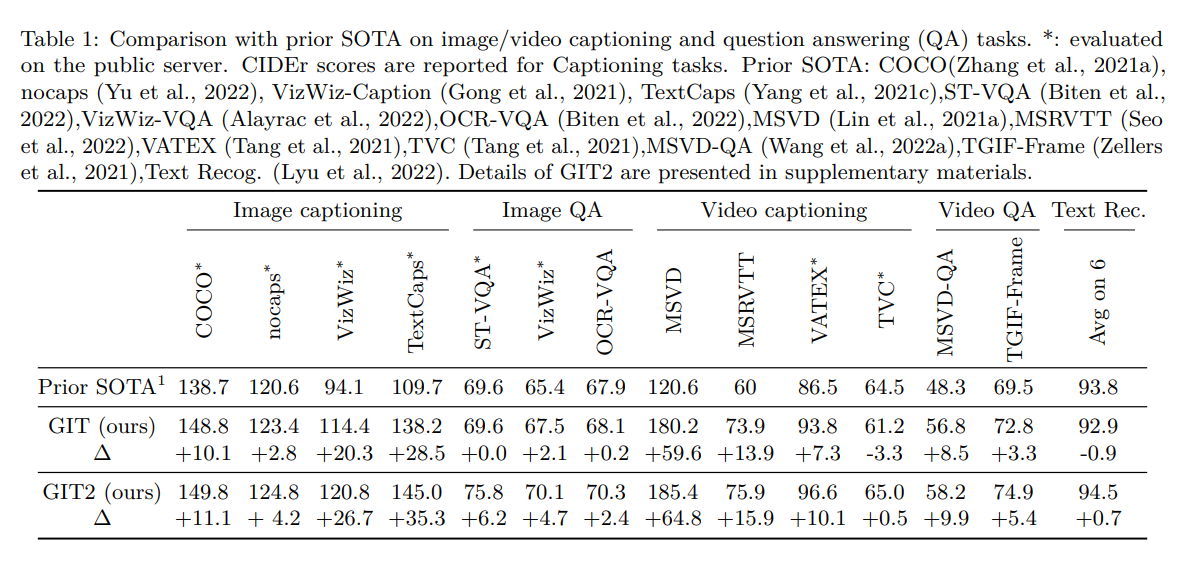 Table 1: Comparison with prior SOTA on image/video captioning and question answering (QA) tasks. *: evaluated
on the public server. CIDEr scores are reported for Captioning tasks. Prior SOTA: COCO(Zhang et al., 2021a),
nocaps (Yu et al., 2022), VizWiz-Caption (Gong et al., 2021), TextCaps (Yang et al., 2021c),ST-VQA (Biten et al.,
2022),VizWiz-VQA (Alayrac et al., 2022),OCR-VQA (Biten et al., 2022),MSVD (Lin et al., 2021a),MSRVTT (Seo
et al., 2022),VATEX (Tang et al., 2021),TVC (Tang et al., 2021),MSVD-QA (Wang et al., 2022a),TGIF-Frame (Zellers
et al., 2021),Text Recog. (Lyu et al., 2022). Details of GIT2 are presented in supplementary materials.
Image captioning Image QA Video captioning Video QA Text Rec.
COCO* nocaps* VizWiz* TextCaps* ST-VQA* VizWiz* OCR-VQA MSVD MSRVTT VATEX* TVC* MSVD-QA TGIF-Frame Avg on 6
Prior SOTA¹ 138.7 120.6 94.1 109.7 69.6 65.4 67.9 120.6 60 86.5 64.5 48.3 69.5 93.8
GIT (ours) 148.8 123.4 114.4 138.2 69.6 67.5 68.1 180.2 73.9 93.8 61.2 56.8 72.8 92.9
Δ +10.1 +2.8 +20.3 +28.5 +0.0 +2.1 +0.2 +59.6 +13.9 +7.3 -3.3 +8.5 +3.3 -0.9
GIT2 (ours) 149.8 124.8 120.8 145.0 75.8 70.1 70.3 185.4 75.9 96.6 65.0 58.2 74.9 94.5
Δ +11.1 + 4.2 +26.7 +35.3 +6.2 +4.7 +2.4 +64.8 +15.9 +10.1 +0.5 +9.9 +5.4 +0.7